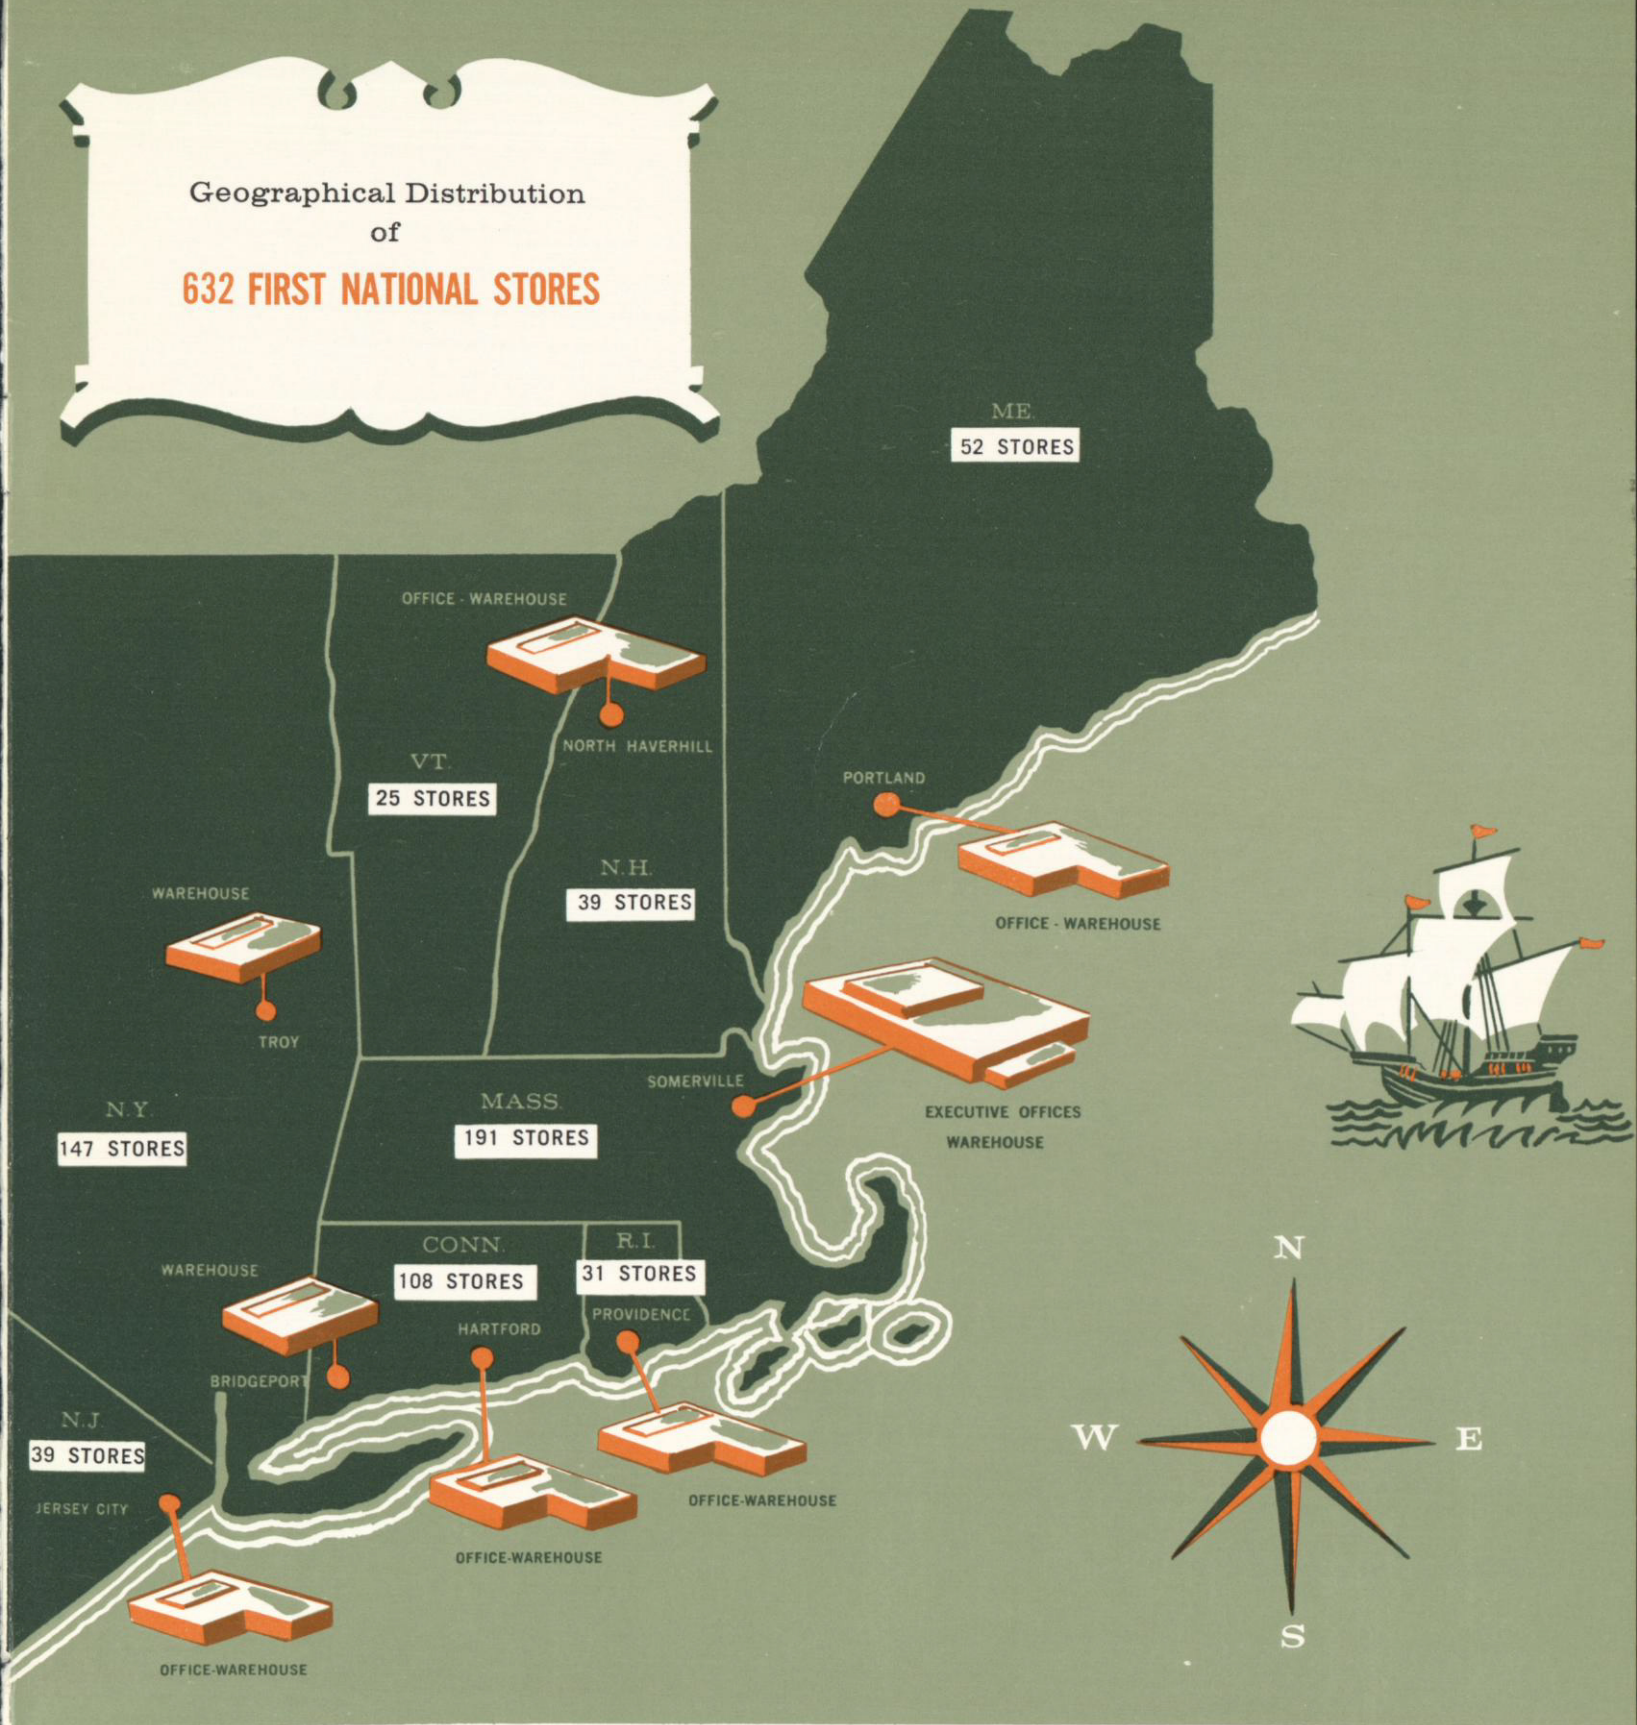 Geographical Distribution
of
632 FIRST NATIONAL STORES
ME.
52 STORES
OFFICE - WAREHOUSE
NORTH HAVERHILL
VT.
25 STORES
PORTLAND
OFFICE - WAREHOUSE
N.H.
39 STORES
WAREHOUSE
TROY
SOMERVILLE
EXECUTIVE OFFICES
WAREHOUSE
N.Y.
147 STORES
MASS.
191 STORES
CONN.
108 STORES
R.I.
31 STORES
WAREHOUSE
BRIDGEPORT
HARTFORD
PROVIDENCE
N.J.
39 STORES
JERSEY CITY
OFFICE-WAREHOUSE
OFFICE-WAREHOUSE
OFFICE-WAREHOUSE
N
W
E
S